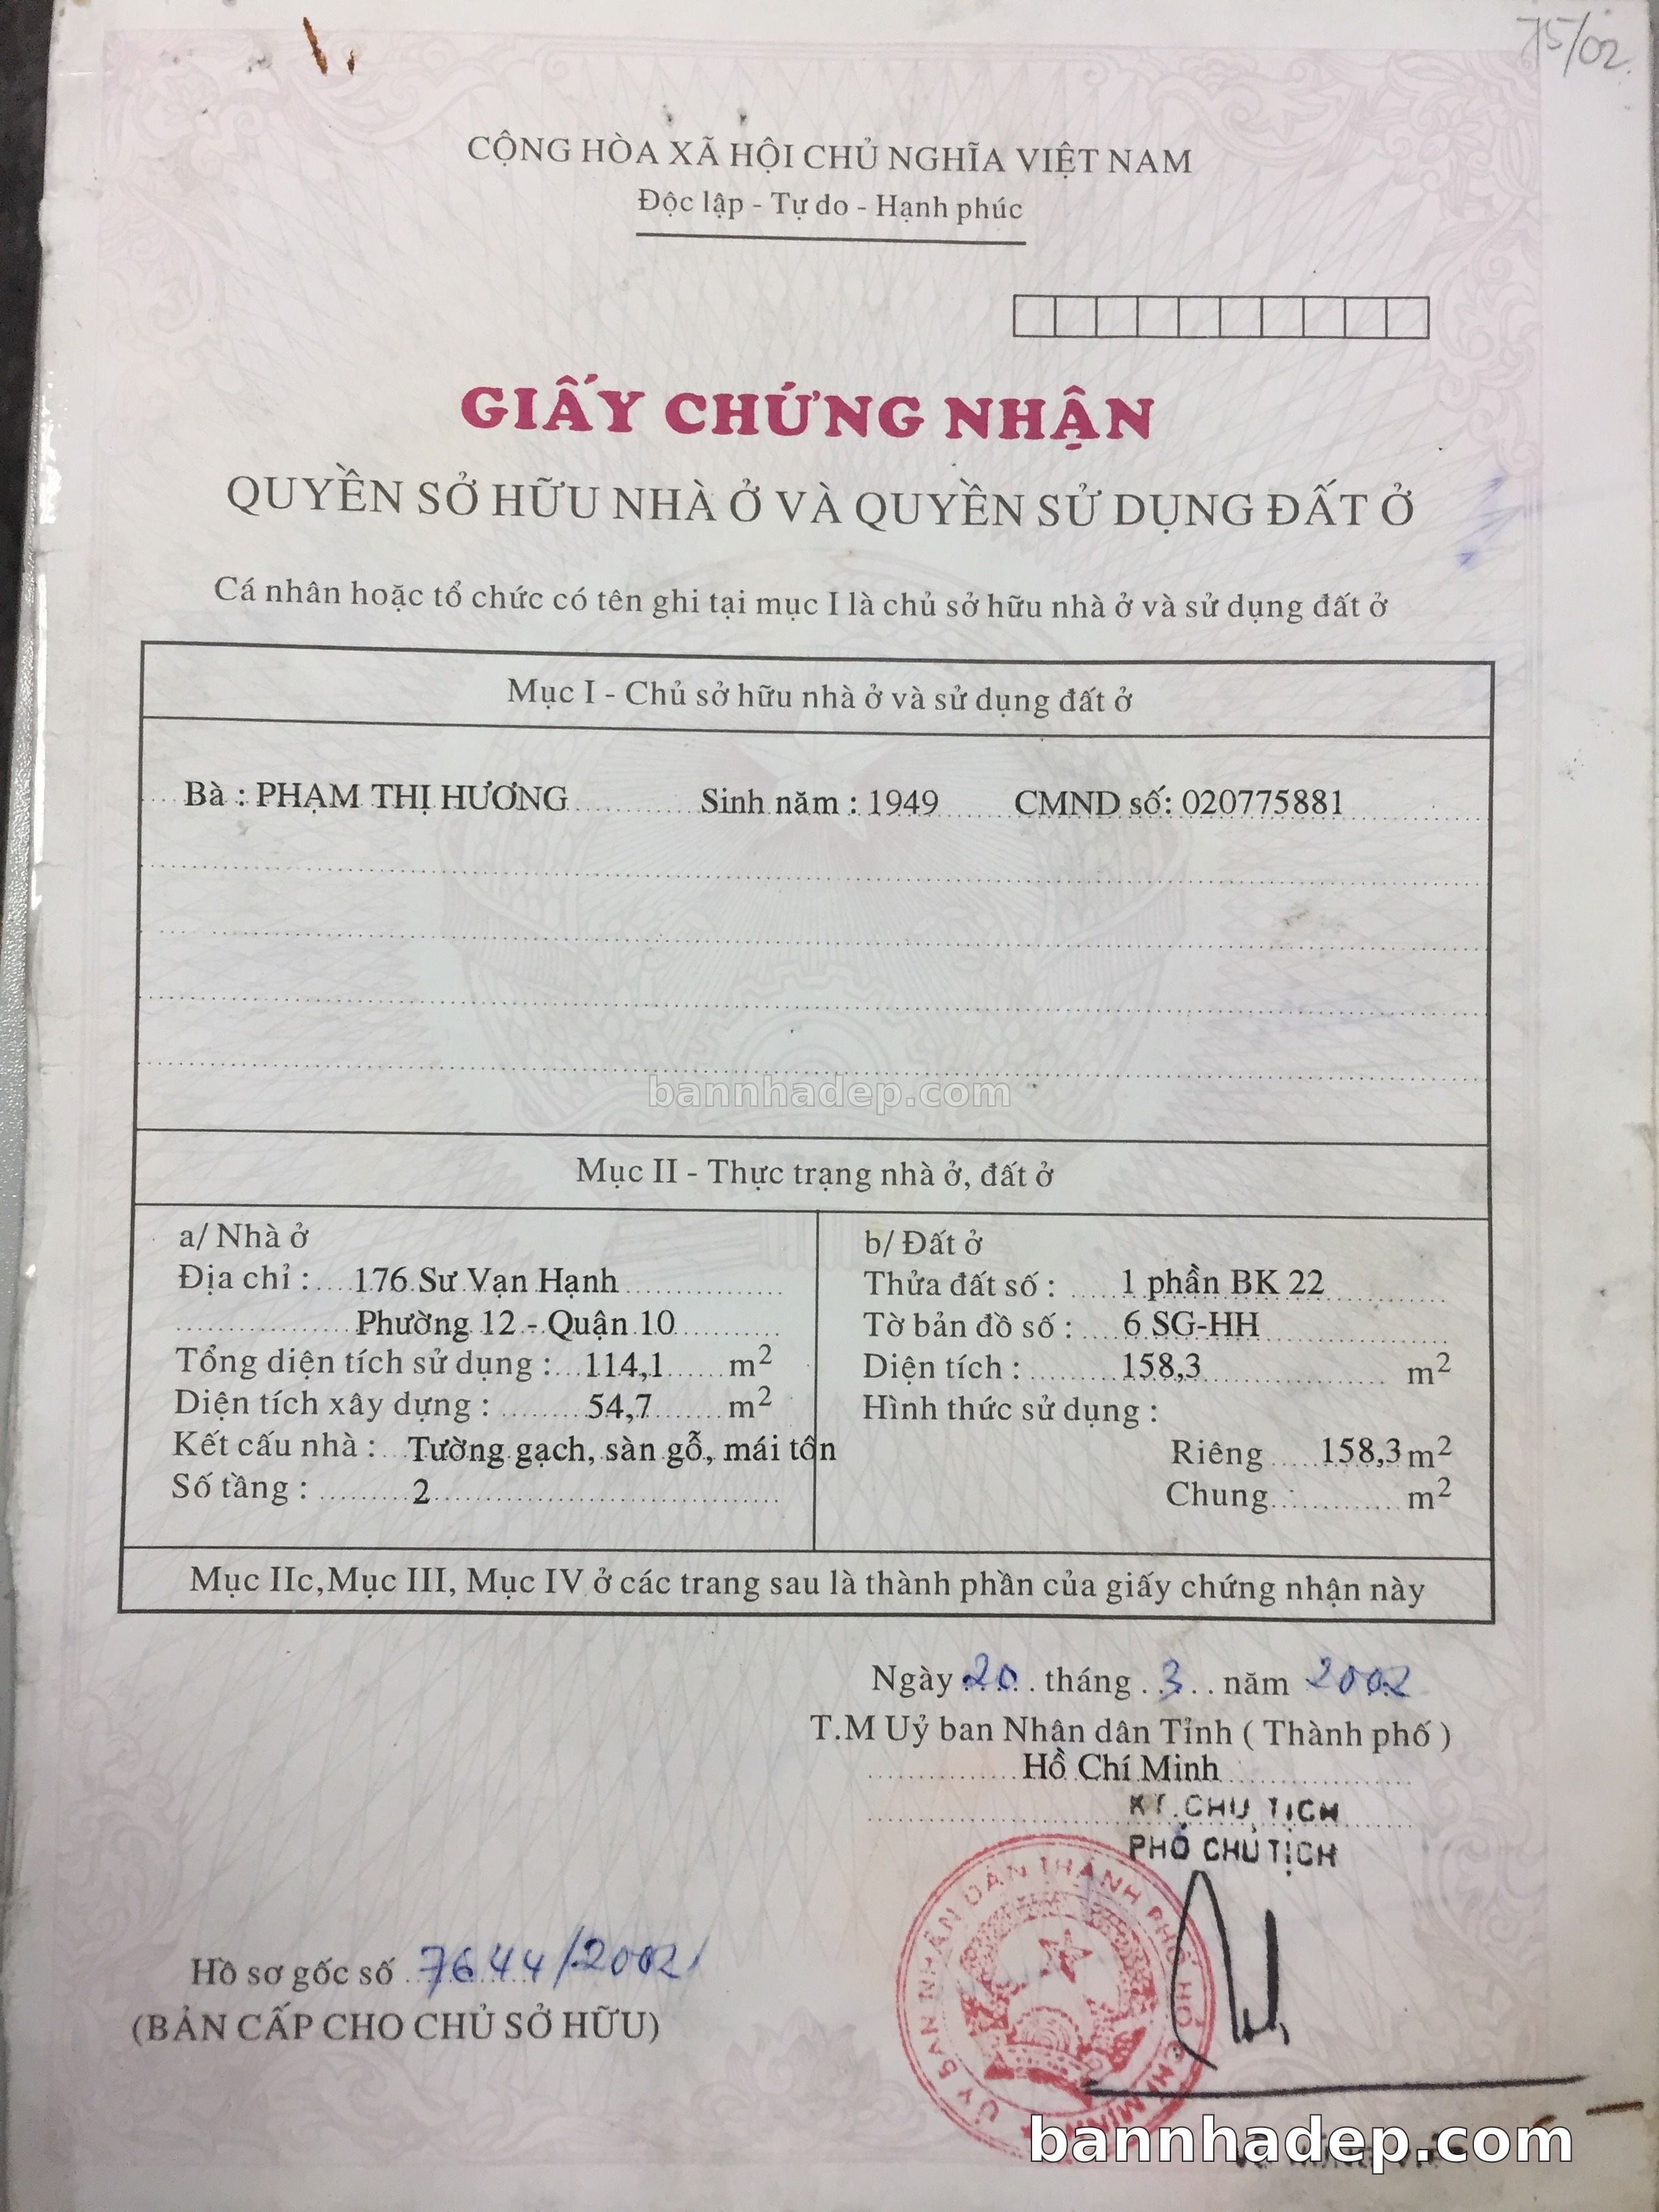 75/02.
CỘNG HÒA XÃ HỘI CHỦ NGHĨA VIỆT NAM
Độc lập - Tự do - Hạnh phúc
GIẤY CHỨNG NHẬN
QUYỀN SỞ HỮU NHÀ Ở VÀ QUYỀN SỬ DỤNG ĐẤT Ở
Cá nhân hoặc tổ chức có tên ghi tại mục I là chủ sở hữu nhà ở và sử dụng đất ở
Mục I - Chủ sở hữu nhà ở và sử dụng đất ở
Bà : PHẠM THỊ HƯƠNG Sinh năm : 1949 CMND số: 020775881
bannhadep.com
Mục II - Thực trạng nhà ở, đất ở
a/ Nhà ở
Địa chỉ : 176 Sư Vạn Hạnh
Phường 12 - Quận 10
Tổng diện tích sử dụng : 114,1 m2
Diện tích xây dựng : 54,7 m2
Kết cấu nhà : Tường gạch, sàn gỗ, mái tôn
Số tầng : 2
b/ Đất ở
Thửa đất số : 1 phần BK 22
Tờ bản đồ số : 6 SG-HH
Diện tích : 158,3 m2
Hình thức sử dụng :
Riêng 158,3 m2
Chung m2
Mục IIc,Mục III, Mục IV ở các trang sau là thành phần của giấy chứng nhận này
Ngày 20 tháng 3 năm 2002
T.M Uỷ ban Nhân dân Tỉnh ( Thành phố )
Hồ Chí Minh
KT. CHỦ TỊCH
PHÓ CHỦ TỊCH
ỦY BAN NHÂN DÂN THÀNH PHỐ HỒ CHÍ MINH
Hồ sơ gốc số 7644/2002
(BẢN CẤP CHO CHỦ SỞ HỮU)
bannhadep.com